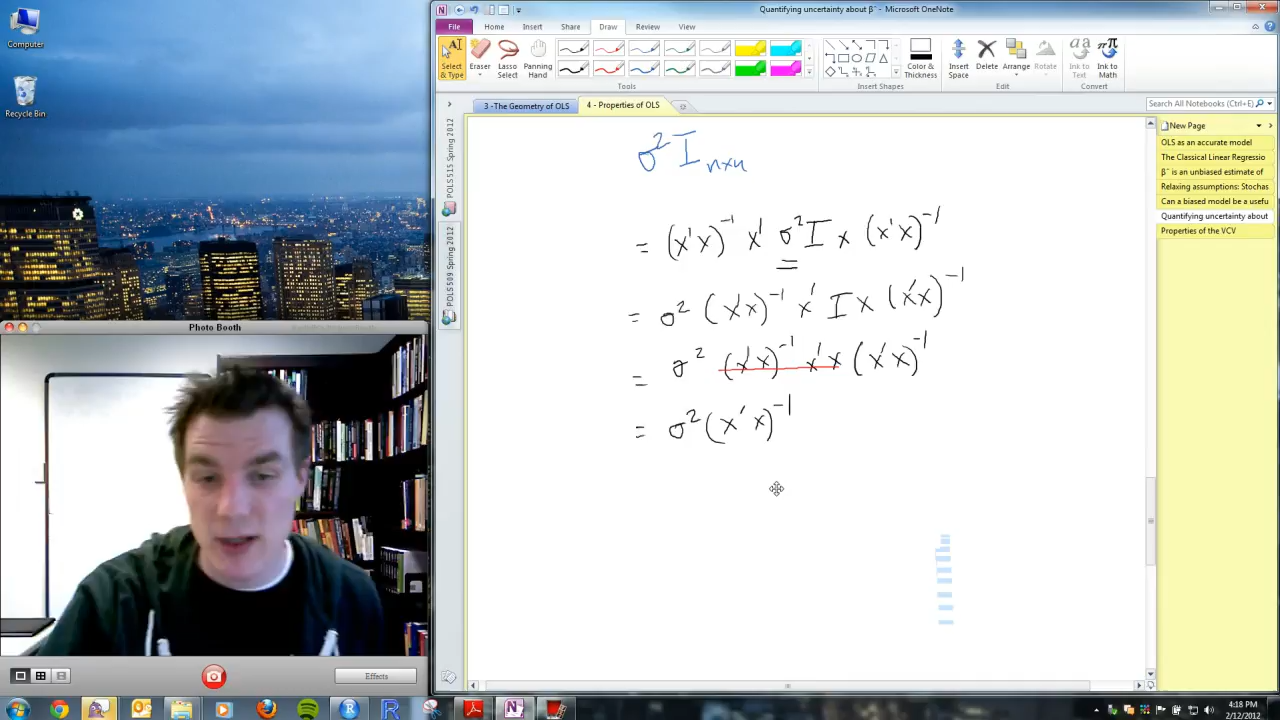 Computer
Recycle Bin
Quantifying uncertainty about βˆ - Microsoft OneNote
File Home Insert Share Draw Review View
Select & Type
Eraser
Lasso Select
Panning Hand
Color & Thickness
Insert Space
Delete
Arrange
Rotate
Ink to Text
Ink to Math
Tools
Insert Shapes
Edit
Convert
3 -The Geometry of OLS
4 - Properties of OLS
Search All Notebooks (Ctrl+E)
POLS 515 Spring 2012
POLS 509 Spring 2012
New Page
OLS as an accurate model
The Classical Linear Regressio
βˆ is an unbiased estimate of
Relaxing assumptions: Stochas
Can a biased model be a usefu
Quantifying uncertainty about
Properties of the VCV
σ² I n×n
= (x'x)⁻¹ x' σ² I x (x'x)⁻¹
= σ² (x'x)⁻¹ x' I x (x'x)⁻¹
= σ² (x'x)⁻¹ x'x (x'x)⁻¹
= σ² (x'x)⁻¹
Photo Booth
Effects
4:18 PM
2/12/2012